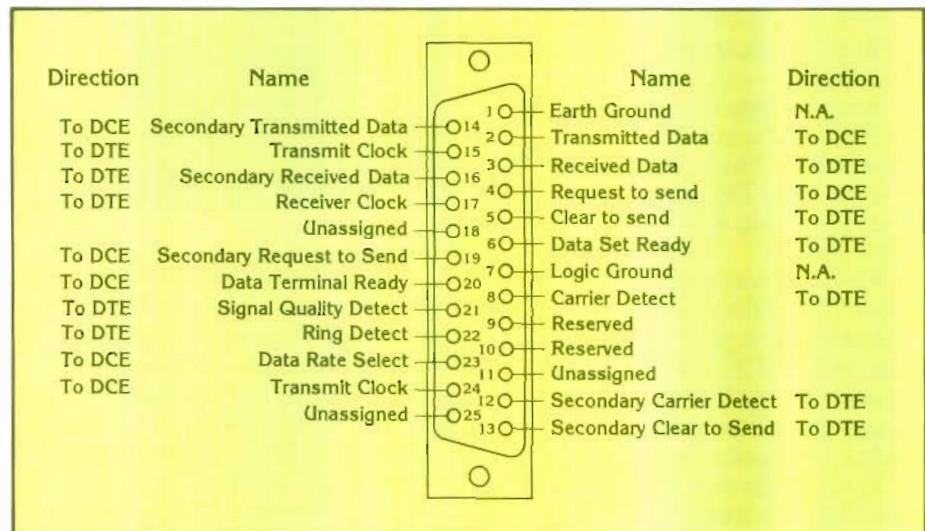 Direction Name Name Direction
1 Earth Ground N.A.
To DCE Secondary Transmitted Data 14 2 Transmitted Data To DCE
To DTE Transmit Clock 15 3 Received Data To DTE
To DTE Secondary Received Data 16 4 Request to send To DCE
To DTE Receiver Clock 17 5 Clear to send To DTE
Unassigned 18 6 Data Set Ready To DTE
To DCE Secondary Request to Send 19 7 Logic Ground N.A.
To DCE Data Terminal Ready 20 8 Carrier Detect To DTE
To DTE Signal Quality Detect 21 9 Reserved
To DTE Ring Detect 22 10 Reserved
To DCE Data Rate Select 23 11 Unassigned
To DCE Transmit Clock 24 12 Secondary Carrier Detect To DTE
Unassigned 25 13 Secondary Clear to Send To DTE